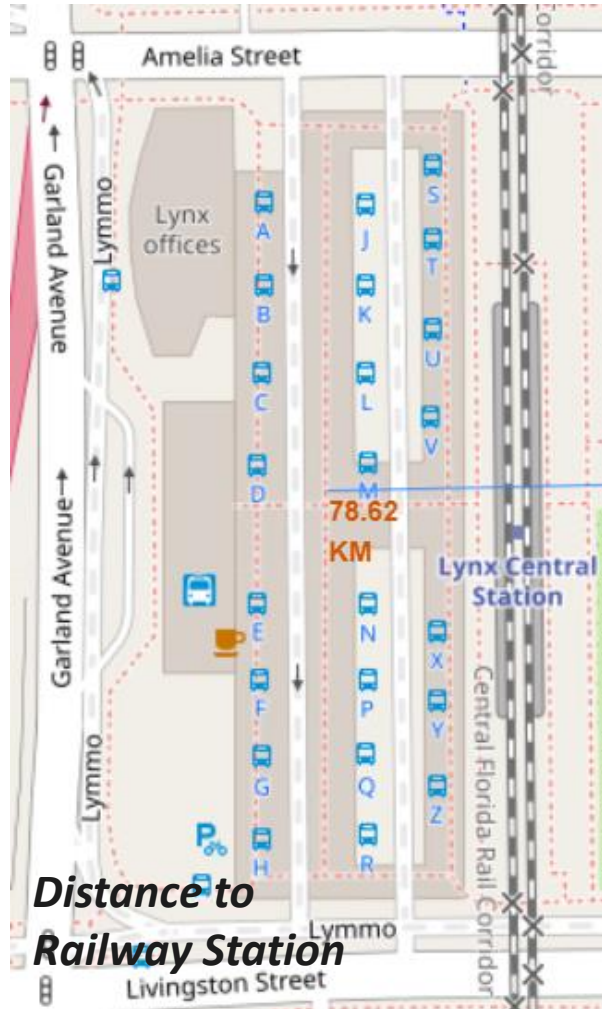 Corridor
Amelia Street
Garland Avenue
Lymmo
Lynx
offices
A
B
C
D
J
K
L
M
S
T
U
V
78.62
KM
Lynx Central
Station
Garland Avenue
E
F
G
H
N
P
Q
R
X
Y
Z
Central Florida Rail Corridor
Lymmo
P
Distance to
Railway Station
Lymmo
Livingston Street